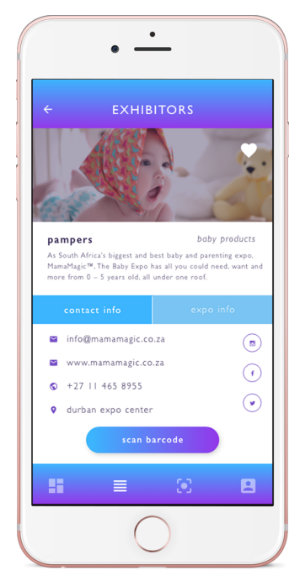 EXHIBITORS
pampers
baby products
As South Africa's biggest and best baby and parenting expo,
MamaMagic™, The Baby Expo has all you could need, want and
more from 0 – 5 years old, all under one roof.
contact info
expo info
info@mamamagic.co.za
www.mamamagic.co.za
+27 11 465 8955
durban expo center
scan barcode